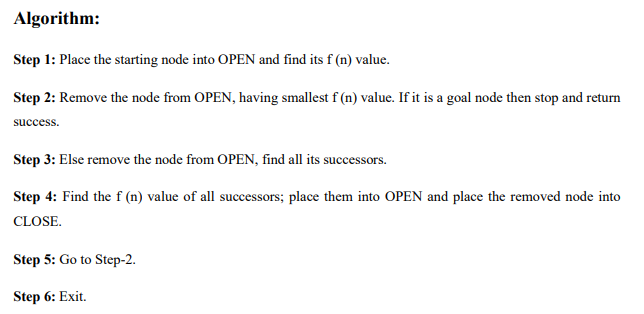 Algorithm:
Step 1: Place the starting node into OPEN and find its f (n) value.
Step 2: Remove the node from OPEN, having smallest f (n) value. If it is a goal node then stop and return
success.
Step 3: Else remove the node from OPEN, find all its successors.
Step 4: Find the f (n) value of all successors; place them into OPEN and place the removed node into
CLOSE.
Step 5: Go to Step-2.
Step 6: Exit.